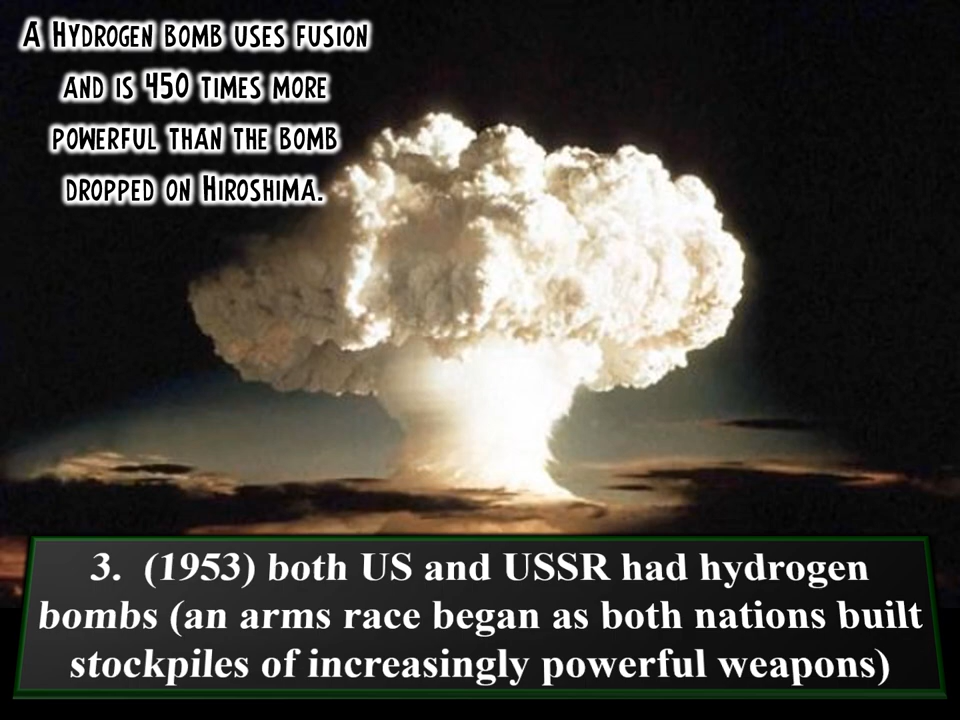 A Hydrogen bomb uses fusion
and is 450 times more
powerful than the bomb
dropped on Hiroshima.
3. (1953) both US and USSR had hydrogen
bombs (an arms race began as both nations built
stockpiles of increasingly powerful weapons)